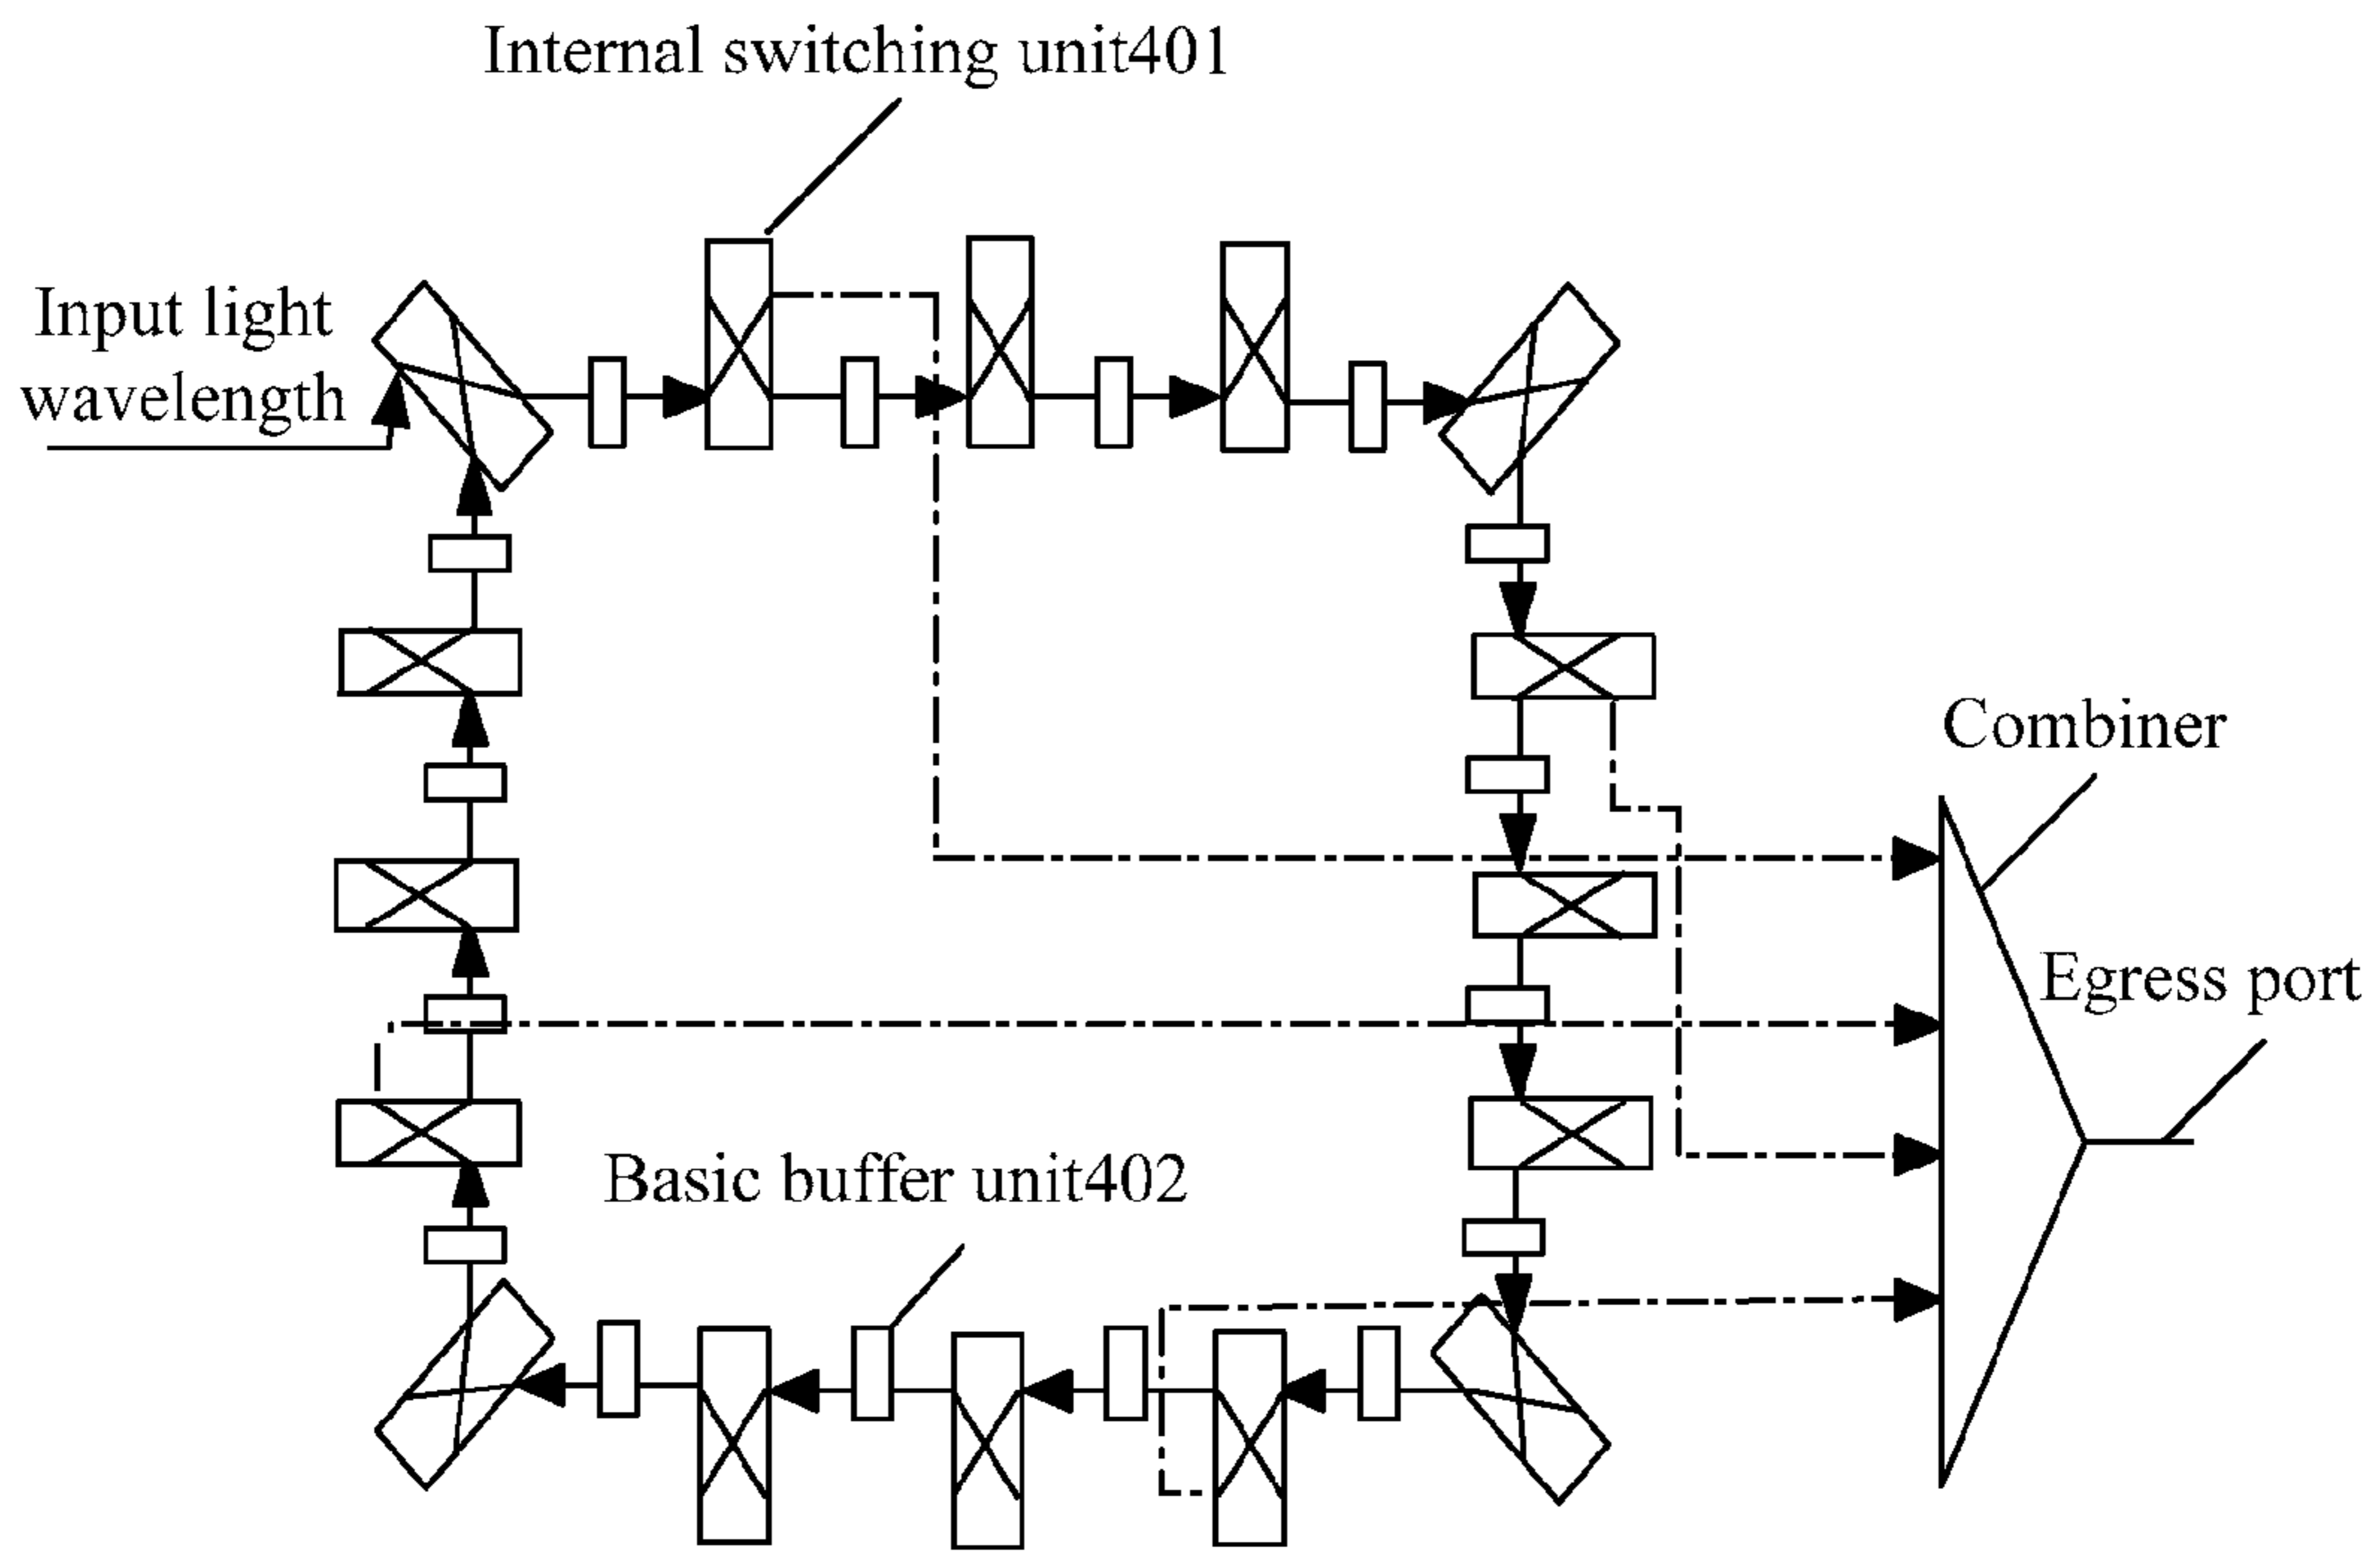 Internal switching unit401
Input light
wavelength
Combiner
Egress port
Basic buffer unit402